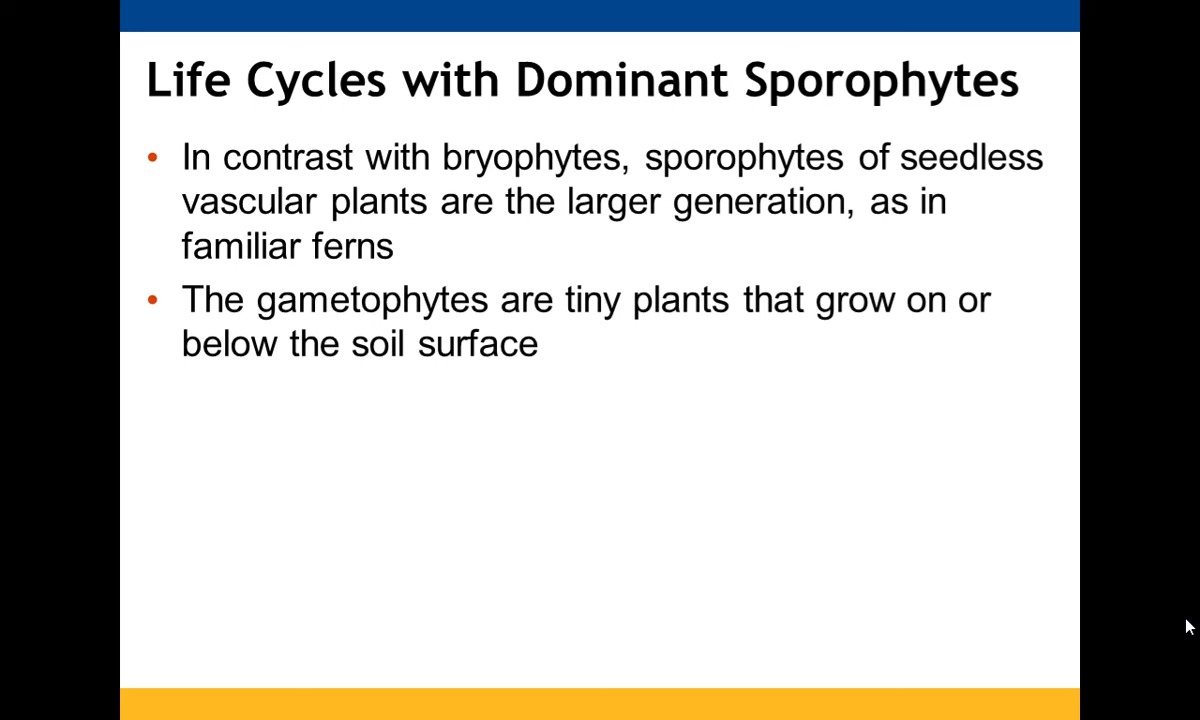 Life Cycles with Dominant Sporophytes
• In contrast with bryophytes, sporophytes of seedless
vascular plants are the larger generation, as in
familiar ferns
• The gametophytes are tiny plants that grow on or
below the soil surface